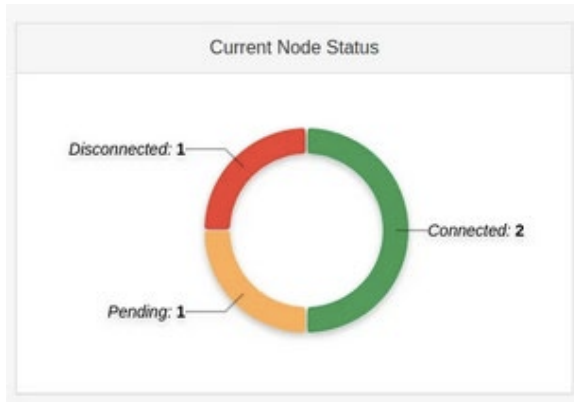 Current Node Status
Disconnected: 1
Connected: 2
Pending: 1